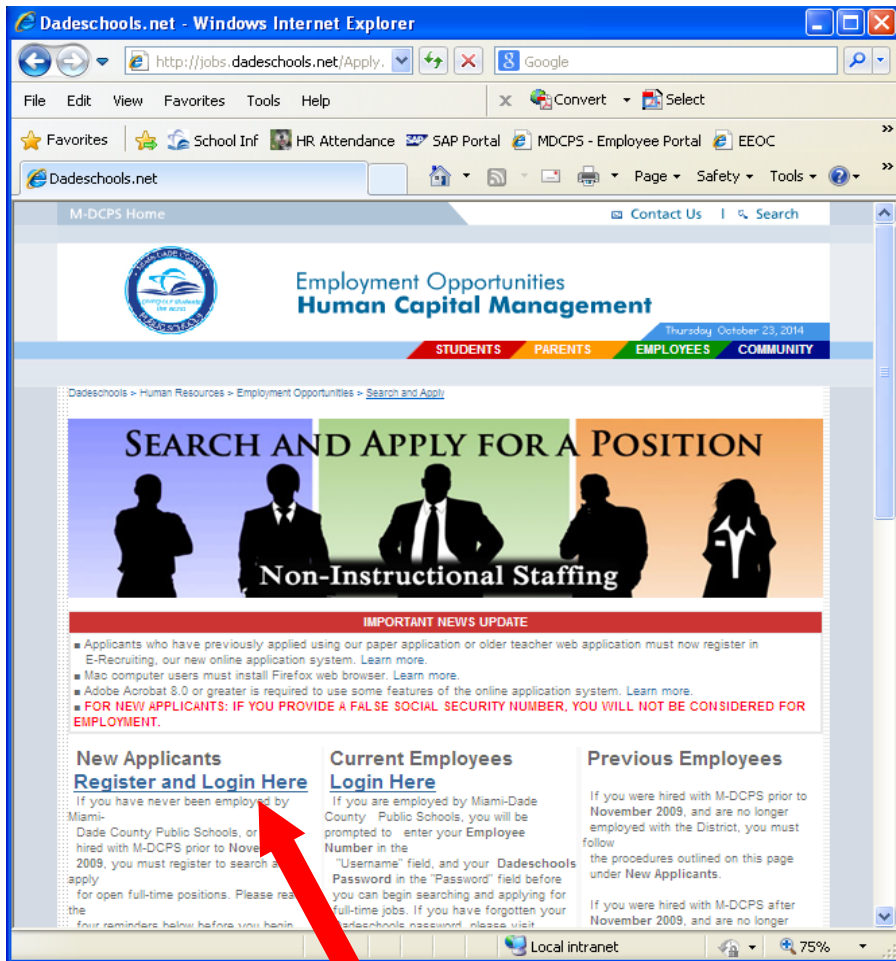 Dadeschools.net - Windows Internet Explorer
http://jobs.dadeschools.net/Apply.
Google
File Edit View Favorites Tools Help
x Convert Select
Favorites School Inf HR Attendance SAP Portal MDCPS - Employee Portal EEOC »
Dadeschools.net Page Safety Tools »
M-DCPS Home Contact Us | Search
Employment Opportunities
Human Capital Management
Thursday October 23, 2014
STUDENTS PARENTS EMPLOYEES COMMUNITY
Dadeschools > Human Resources > Employment Opportunities > Search and Apply
SEARCH AND APPLY FOR A POSITION
Non-Instructional Staffing
IMPORTANT NEWS UPDATE
■ Applicants who have previously applied using our paper application or older teacher web application must now register in
E-Recruiting, our new online application system. Learn more.
■ Mac computer users must install Firefox web browser. Learn more.
■ Adobe Acrobat 8.0 or greater is required to use some features of the online application system. Learn more.
■ FOR NEW APPLICANTS: IF YOU PROVIDE A FALSE SOCIAL SECURITY NUMBER, YOU WILL NOT BE CONSIDERED FOR
EMPLOYMENT.
New Applicants
Register and Login Here
If you have never been employed by
Miami-
Dade County Public Schools, or
hired with M-DCPS prior to
2009, you must register to search
apply
for open full-time positions. Please
the
four reminders below before you begin
Current Employees
Login Here
If you are employed by Miami-Dade
County Public Schools, you will be
prompted to enter your Employee
Number in the
"Username" field, and your Dadeschools
Password in the "Password" field before
you can begin searching and applying for
full-time jobs. If you have forgotten your
Dadeschools password, please visit
Previous Employees
If you were hired with M-DCPS prior to
November 2009, and are no longer
employed with the District, you must
follow
the procedures outlined on this page
under New Applicants.
If you were hired with M-DCPS after
November 2009, and are no longer
Local intranet 75%